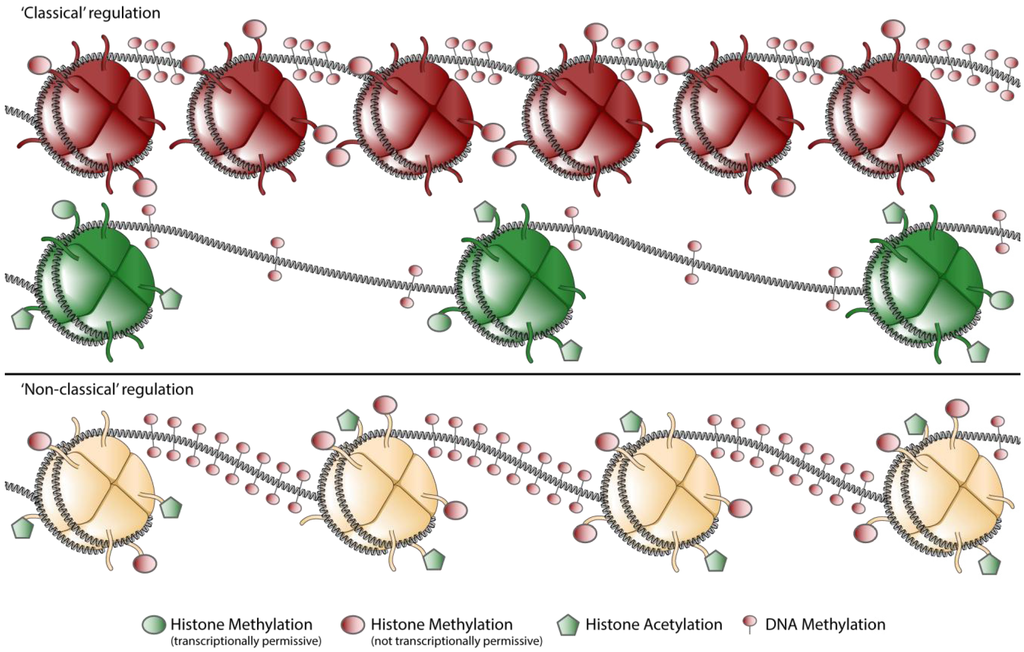 'Classical' regulation
'Non-classical' regulation
Histone Methylation
(transcriptionally permissive)
Histone Methylation
(not transcriptionally permissive)
Histone Acetylation
DNA Methylation